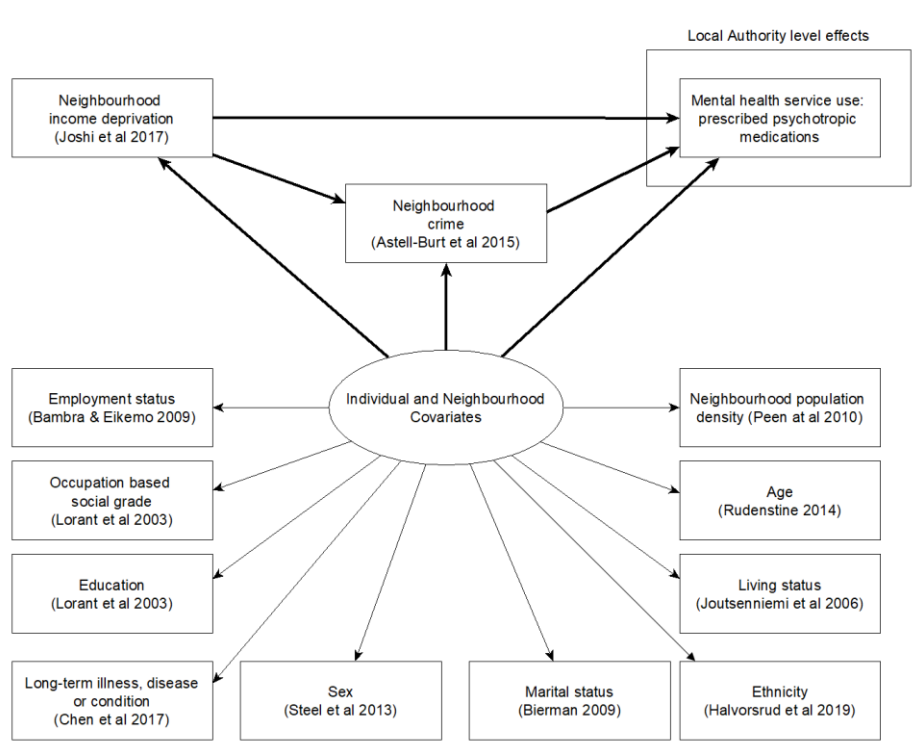 Local Authority level effects
Neighbourhood
income deprivation
(Joshi et al 2017)
Mental health service use:
prescribed psychotropic
medications
Neighbourhood
crime
(Astell-Burt et al 2015)
Individual and Neighbourhood
Covariates
Employment status
(Bambra & Eikemo 2009)
Neighbourhood population
density (Peen at al 2010)
Occupation based
social grade
(Lorant et al 2003)
Age
(Rudenstine 2014)
Education
(Lorant et al 2003)
Living status
(Joutsenniemi et al 2006)
Long-term illness, disease
or condition
(Chen et al 2017)
Sex
(Steel et al 2013)
Marital status
(Bierman 2009)
Ethnicity
(Halvorsrud et al 2019)